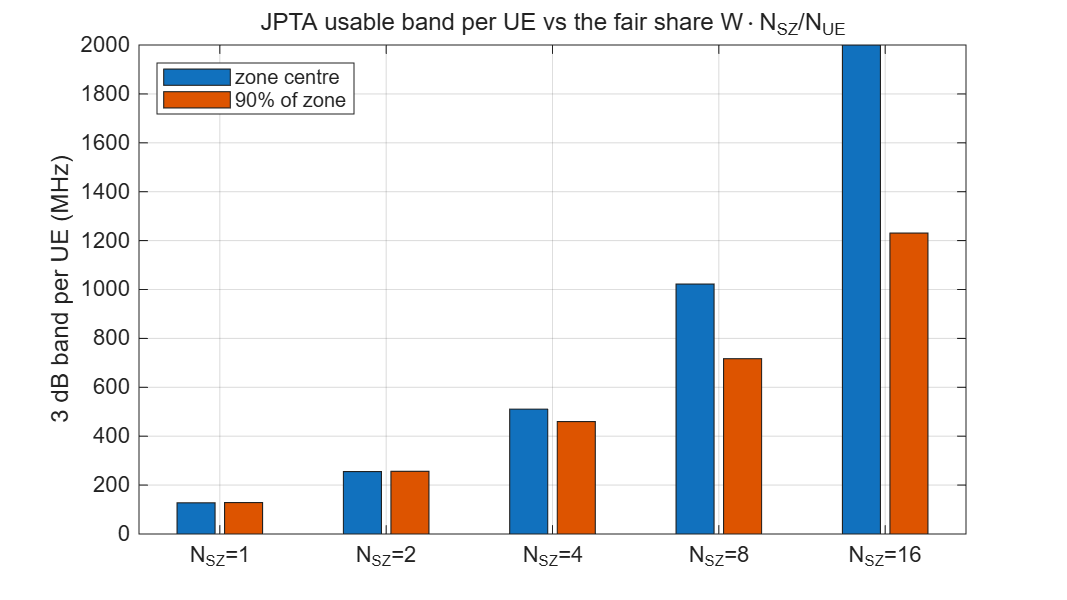 JPTA usable band per UE vs the fair share W · N_SZ/N_UE
zone centre
90% of zone
3 dB band per UE (MHz)
2000
1800
1600
1400
1200
1000
800
600
400
200
0
N_SZ=1 N_SZ=2 N_SZ=4 N_SZ=8 N_SZ=16